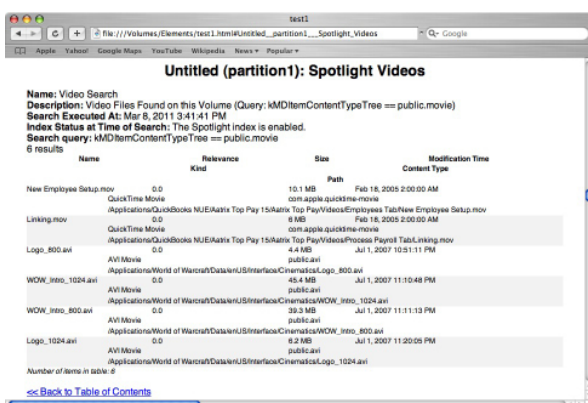 test1
file:///Volumes/Elements/test1.html#Untitled__partition1___Spotlight_Videos
Google
Apple Yahoo! Google Maps YouTube Wikipedia News Popular
Untitled (partition1): Spotlight Videos
Name: Video Search
Description: Video Files Found on this Volume (Query: kMDItemContentTypeTree == public.movie)
Search Executed At: Mar 8, 2011 3:41:41 PM
Index Status at Time of Search: The Spotlight index is enabled.
Search query: kMDItemContentTypeTree == public.movie
6 results
Name Relevance Size Modification Time
Kind Content Type
Path
New Employee Setup.mov 0.0 10.1 MB Feb 18, 2005 2:00:00 AM
QuickTime Movie com.apple.quicktime-movie
/Applications/QuickBooks NUE/Aatrix Top Pay 15/Aatrix Top Pay/Videos/Employees Tab/New Employee Setup.mov
Linking.mov 0.0 6 MB Feb 18, 2005 2:00:00 AM
QuickTime Movie com.apple.quicktime-movie
/Applications/QuickBooks NUE/Aatrix Top Pay 15/Aatrix Top Pay/Videos/Process Payroll Tab/Linking.mov
Logo_800.avi 0.0 4.4 MB Jul 1, 2007 10:51:11 PM
AVI Movie public.avi
/Applications/World of Warcraft/Data/enUS/Interface/Cinematics/Logo_800.avi
WOW_Intro_1024.avi 0.0 45.4 MB Jul 1, 2007 11:10:48 PM
AVI Movie public.avi
/Applications/World of Warcraft/Data/enUS/Interface/Cinematics/WOW_Intro_1024.avi
WOW_Intro_800.avi 0.0 39.3 MB Jul 1, 2007 11:11:13 PM
AVI Movie public.avi
/Applications/World of Warcraft/Data/enUS/Interface/Cinematics/WOW_Intro_800.avi
Logo_1024.avi 0.0 6.2 MB Jul 1, 2007 11:20:05 PM
AVI Movie public.avi
/Applications/World of Warcraft/Data/enUS/Interface/Cinematics/Logo_1024.avi
Number of items in table: 6
<< Back to Table of Contents